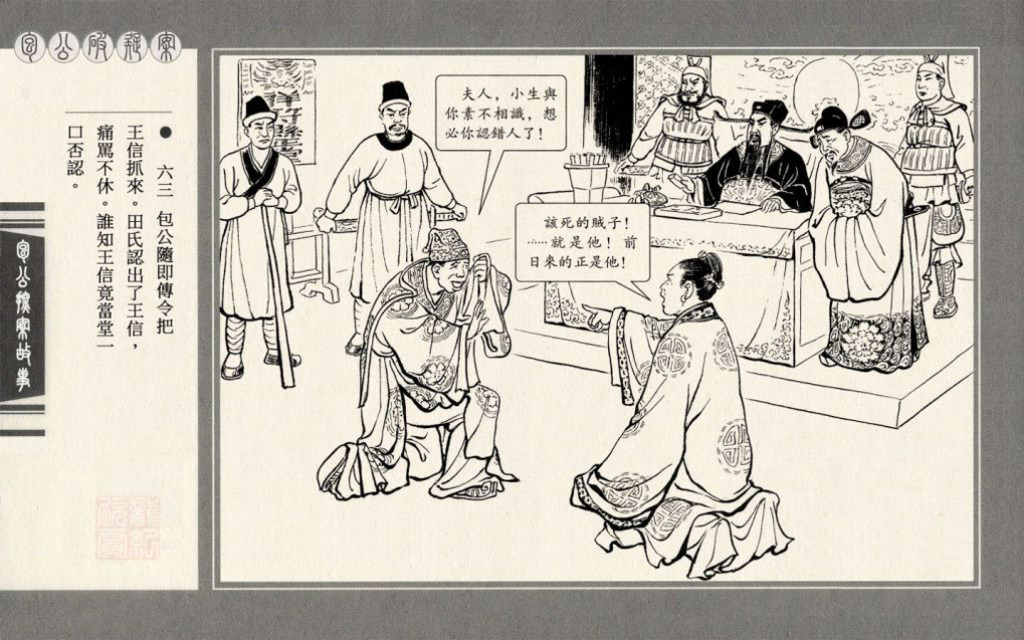 包公破疑案
● 六三 包公隨即傳令把
王信抓來。田氏認出了王信，
痛罵不休。誰知王信竟當堂一
口否認。
包公探案故事
夫人，小生與
你素不相識，想
必你認錯人了！
該死的賊子！
……就是他！前
日來的正是他！